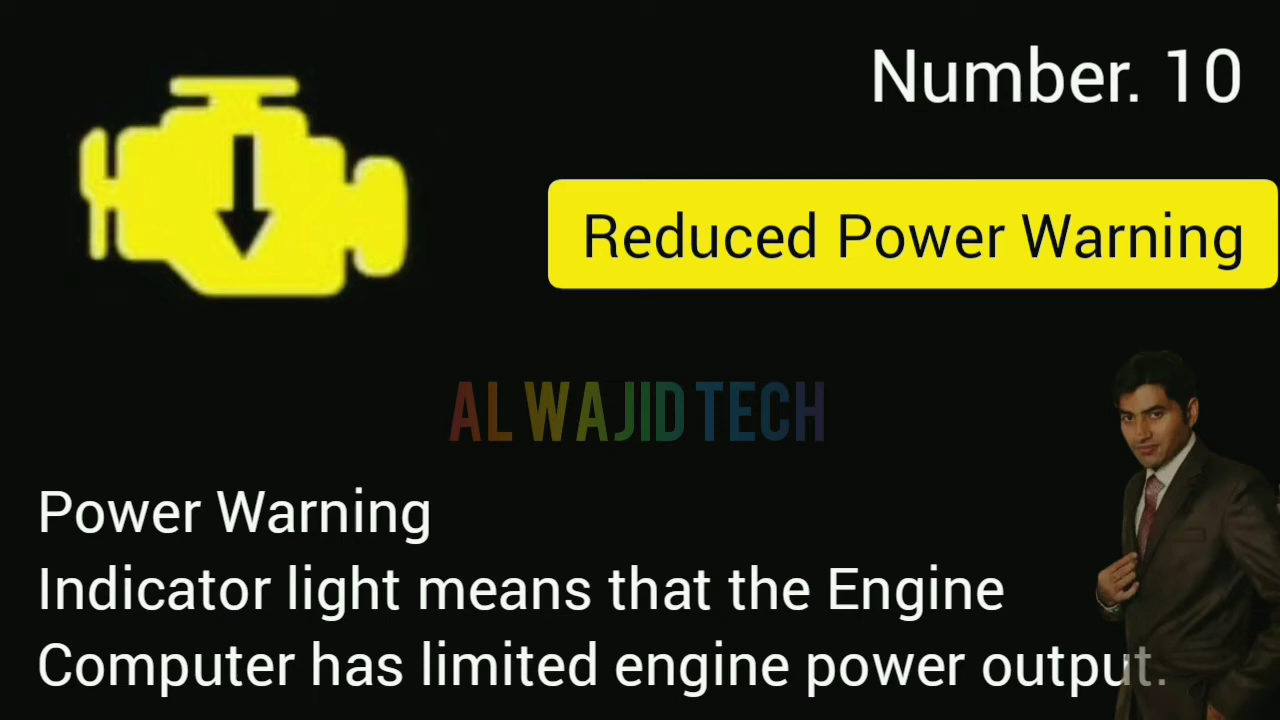 Number. 10
Reduced Power Warning
AL WAJID TECH
Power Warning
Indicator light means that the Engine
Computer has limited engine power output.